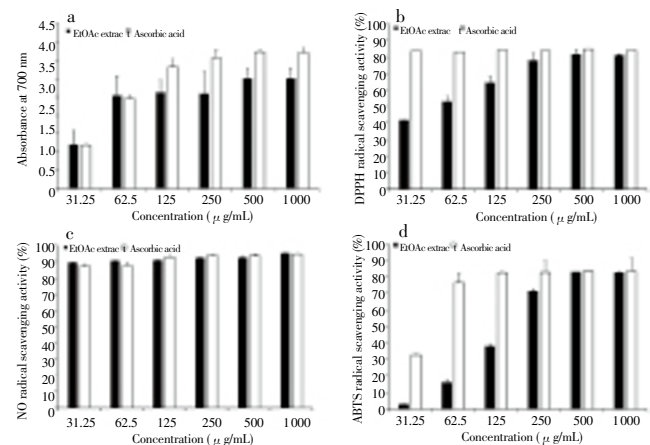 a
EtOAc extrac t Ascorbic acid
Absorbance at 700 nm
4.5
4.0
3.5
3.0
2.5
2.0
1.5
1.0
0.5
0
31.25 62.5 125 250 500 1 000
Concentration ( μ g/mL)
b
EtOAc extrac t Ascorbic acid
DPPH radical scavenging activity (%)
100
90
80
70
60
50
40
30
20
10
0
31.25 62.5 125 250 500 1 000
Concentration ( μ g/mL)
c
EtOAc extrac t Ascorbic acid
NO radical scavenging activity (%)
100
90
80
70
60
50
40
30
20
10
0
31.25 62.5 125 250 500 1 000
Concentration ( μ g/mL)
d
EtOAc extrac t Ascorbic acid
ABTS radical scavenging activity (%)
100
90
80
70
60
50
40
30
20
10
0
31.25 62.5 125 250 500 1 000
Concentration ( μ g/mL)